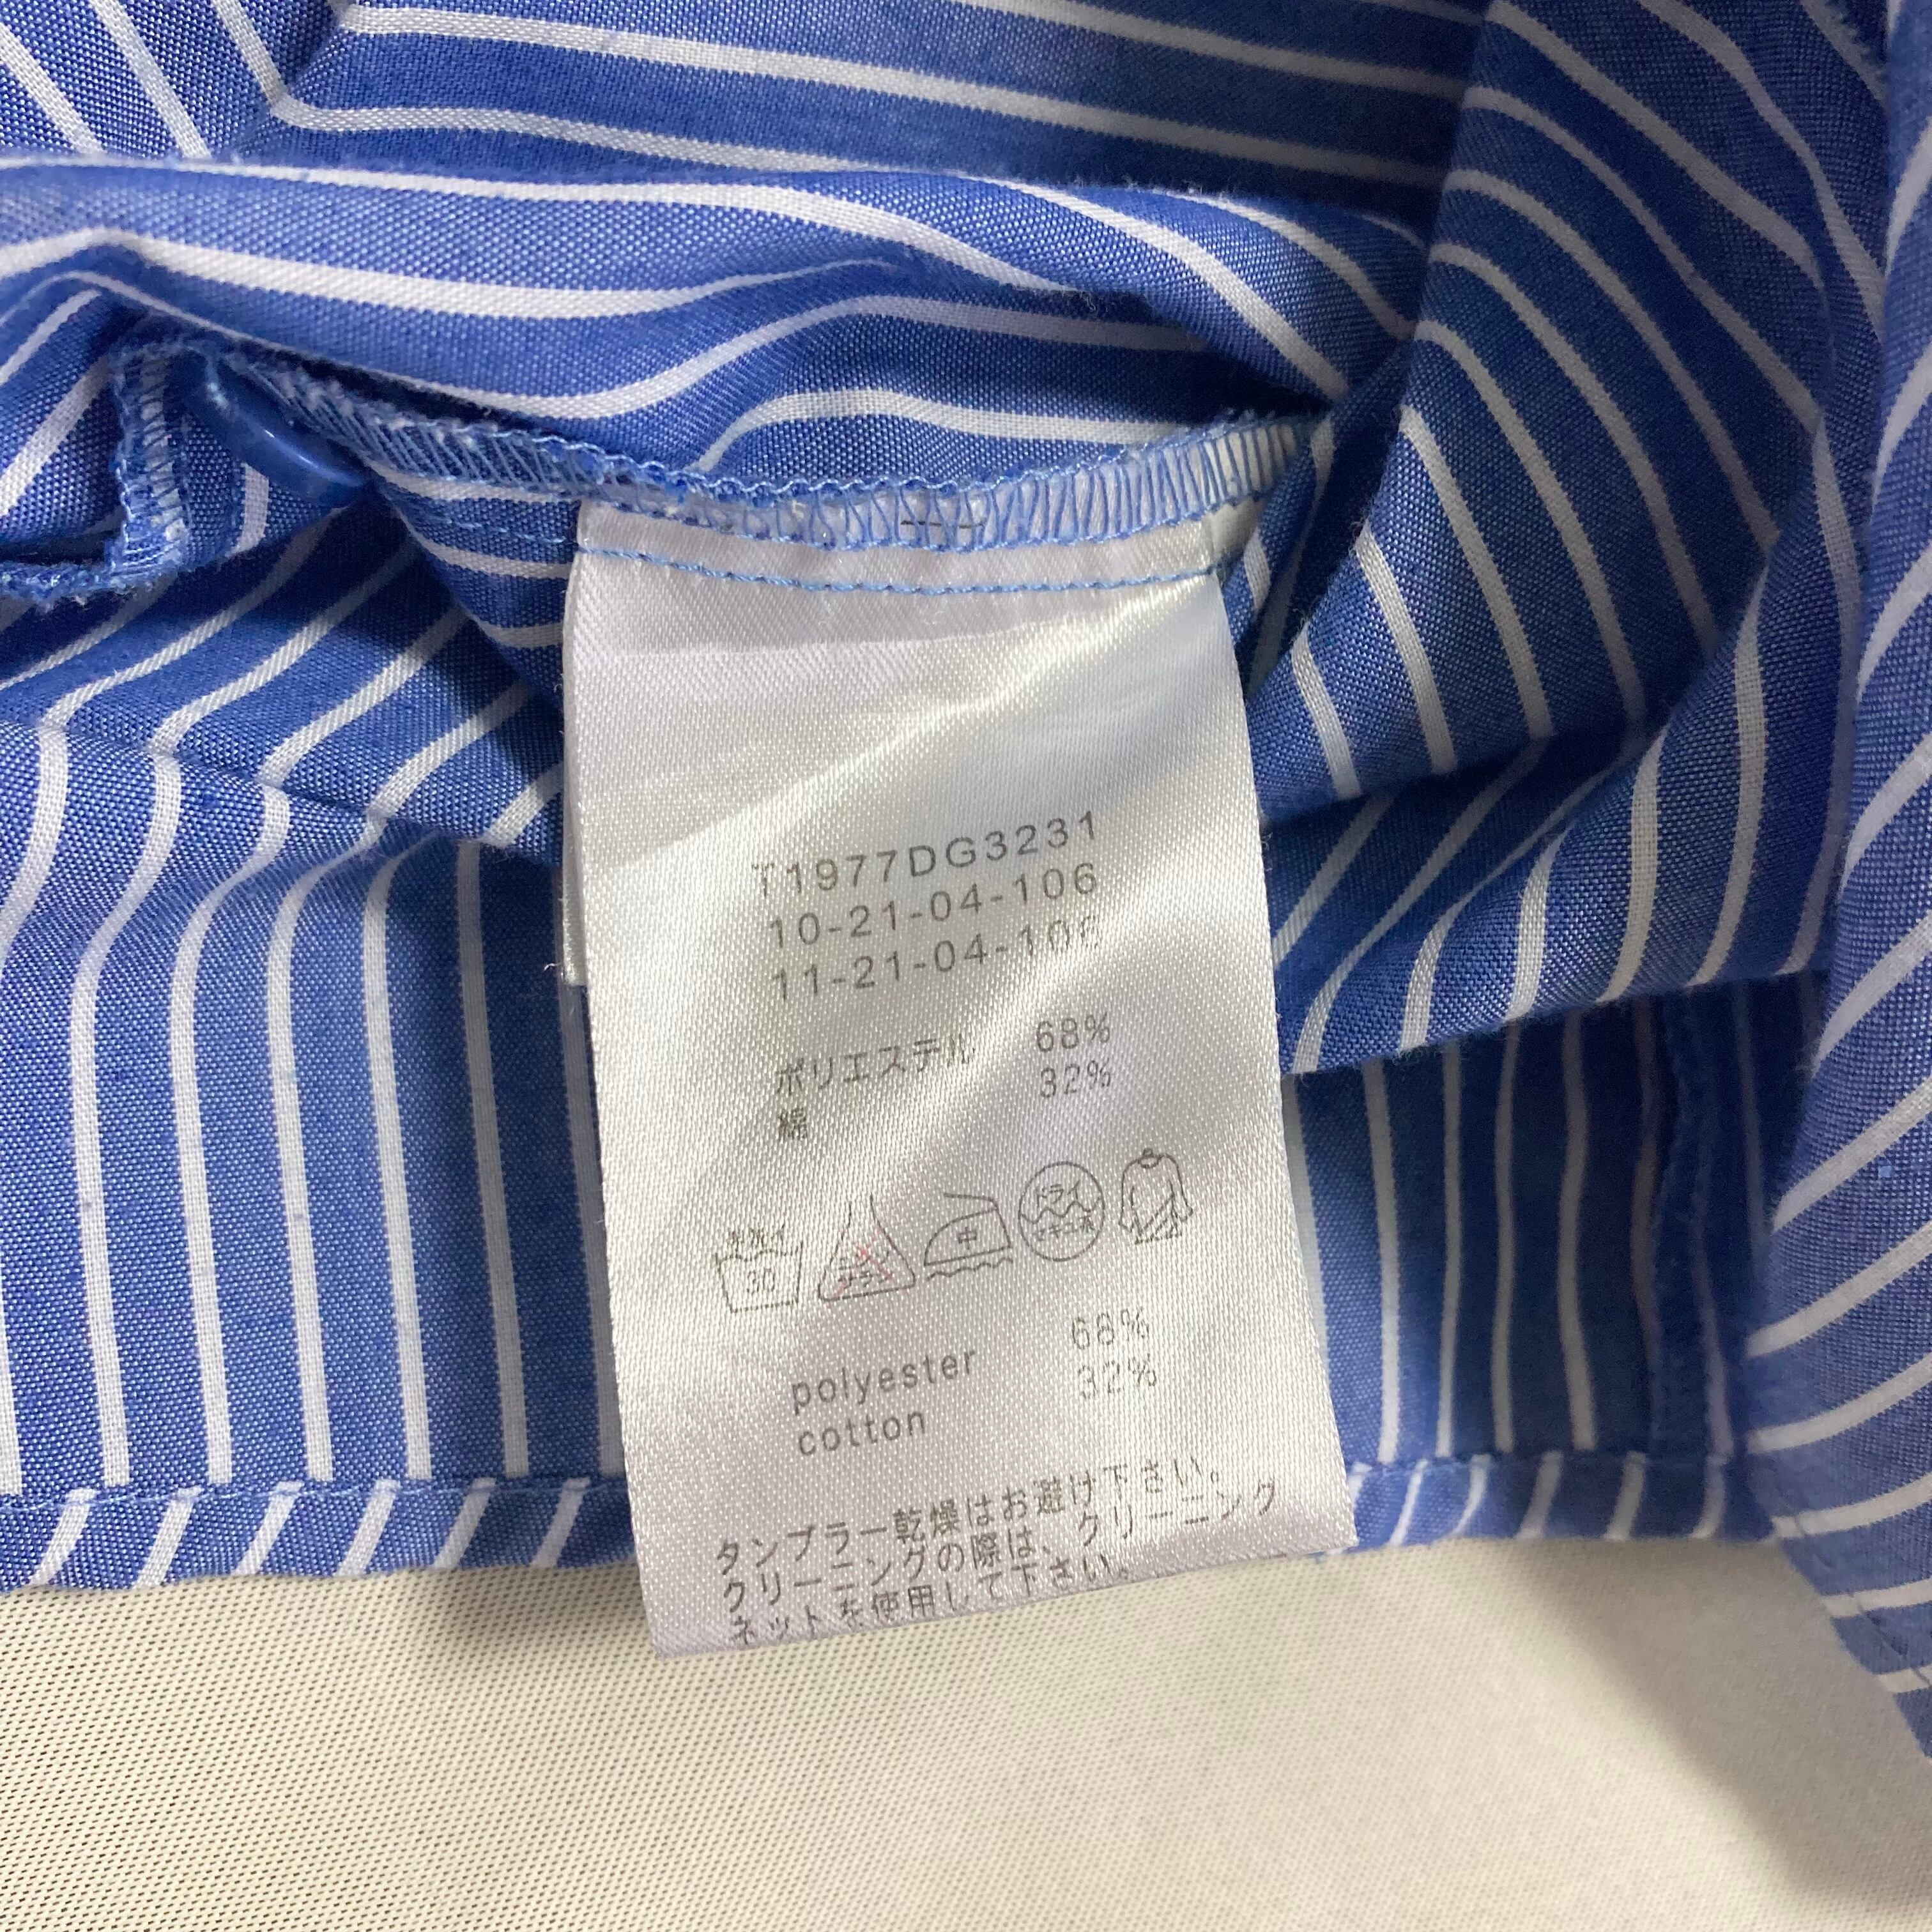 T1977DG3231
10-21-04-106
11-21-04-106
ポリエステル 68%
綿 32%
手洗イ
30
中
ドライ
polyester 68%
cotton 32%
タンブラー乾燥はお避け下さい。
クリーニングの際は、クリーニング
ネットを使用して下さい。